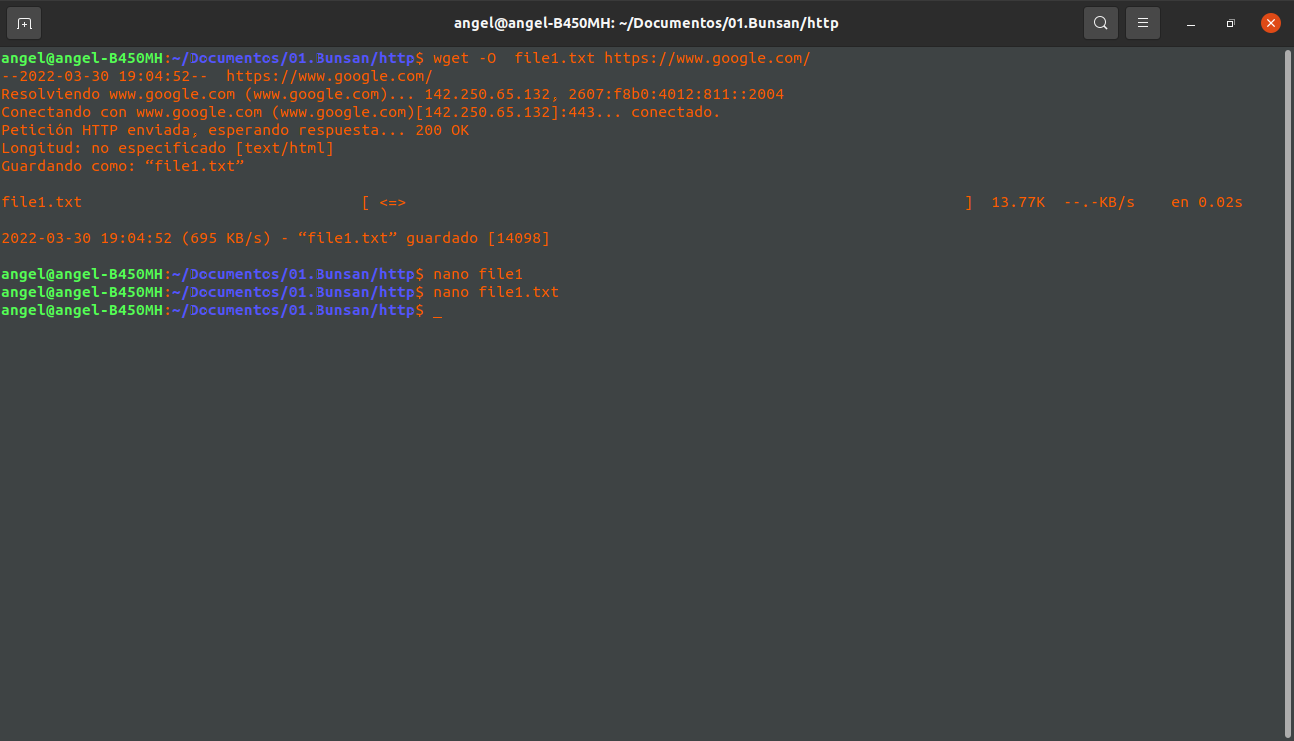 angel@angel-B450MH: ~/Documentos/01.Bunsan/http
angel@angel-B450MH:~/Documentos/01.Bunsan/http$ wget -O  file1.txt https://www.google.com/
--2022-03-30 19:04:52--  https://www.google.com/
Resolviendo www.google.com (www.google.com)... 142.250.65.132, 2607:f8b0:4012:811::2004
Conectando con www.google.com (www.google.com)[142.250.65.132]:443... conectado.
Petición HTTP enviada, esperando respuesta... 200 OK
Longitud: no especificado [text/html]
Guardando como: “file1.txt”
file1.txt                               [ <=>                                                              ]  13.77K  --.-KB/s    en 0.02s
2022-03-30 19:04:52 (695 KB/s) - “file1.txt” guardado [14098]
angel@angel-B450MH:~/Documentos/01.Bunsan/http$ nano file1
angel@angel-B450MH:~/Documentos/01.Bunsan/http$ nano file1.txt
angel@angel-B450MH:~/Documentos/01.Bunsan/http$ _